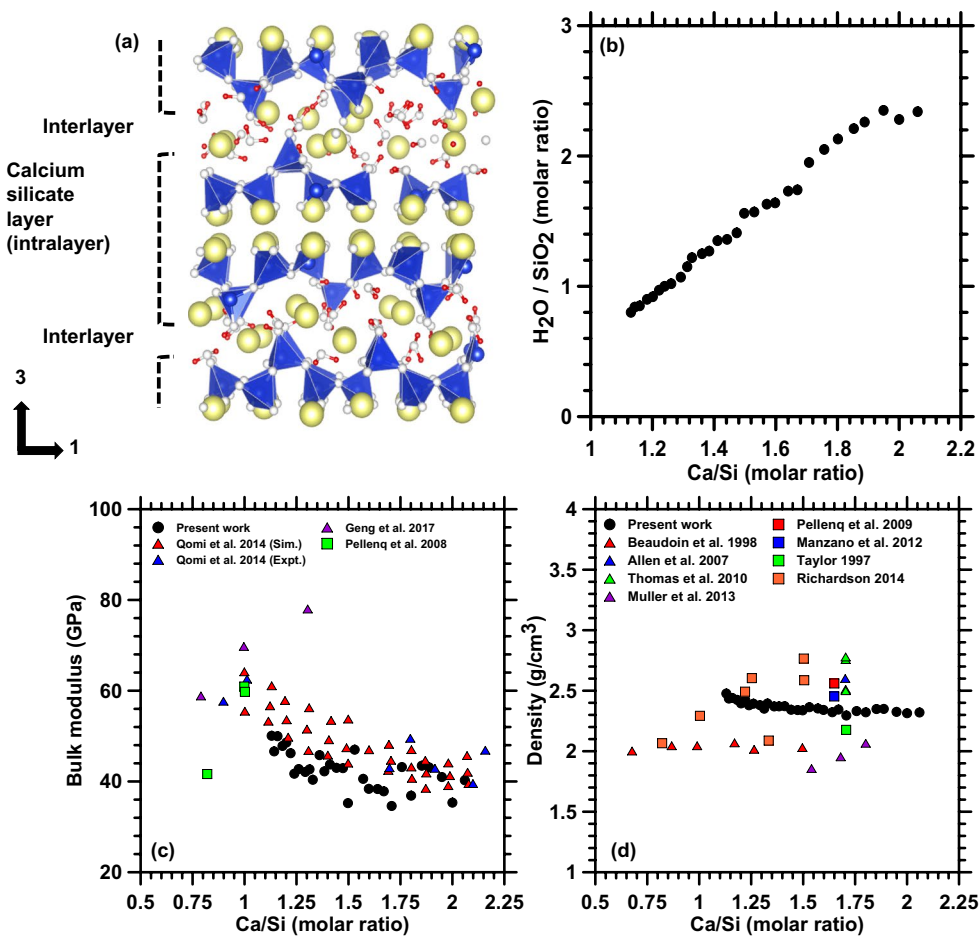 (a)
Interlayer
Calcium
silicate
layer
(intralayer)
Interlayer
3
1
(b)
H2O / SiO2 (molar ratio)
3
2
1
0
1
1.2
1.4
1.6
1.8
2
2.2
Ca/Si (molar ratio)
Bulk modulus (GPa)
100
80
60
40
20
Present work
Qomi et al. 2014 (Sim.)
Qomi et al. 2014 (Expt.)
Geng et al. 2017
Pellenq et al. 2008
(c)
0.5
0.75
1
1.25
1.5
1.75
2
2.25
Ca/Si (molar ratio)
Density (g/cm3)
4
3.5
3
2.5
2
1.5
1
Present work
Beaudoin et al. 1998
Allen et al. 2007
Thomas et al. 2010
Muller et al. 2013
Pellenq et al. 2009
Manzano et al. 2012
Taylor 1997
Richardson 2014
(d)
0.5
0.75
1
1.25
1.5
1.75
2
2.25
Ca/Si (molar ratio)